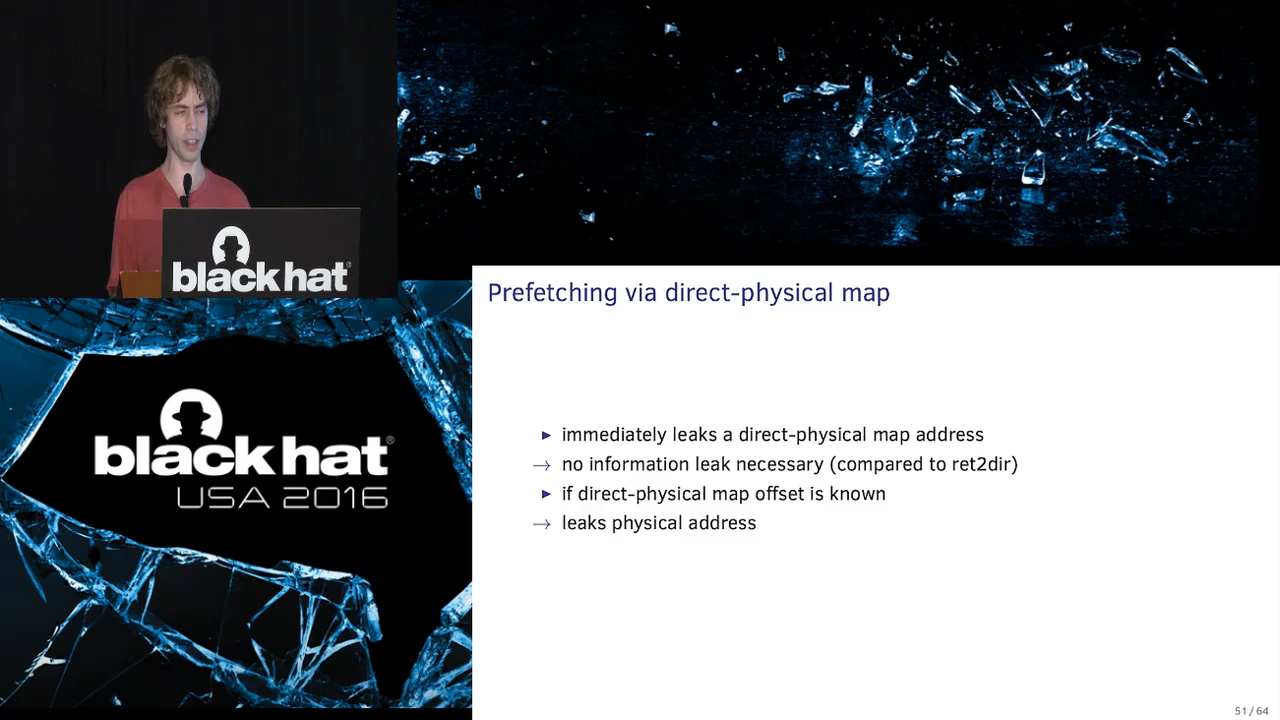 black hat
®
black hat®
USA 2016
Prefetching via direct-physical map
► immediately leaks a direct-physical map address
→ no information leak necessary (compared to ret2dir)
► if direct-physical map offset is known
→ leaks physical address
51 / 64